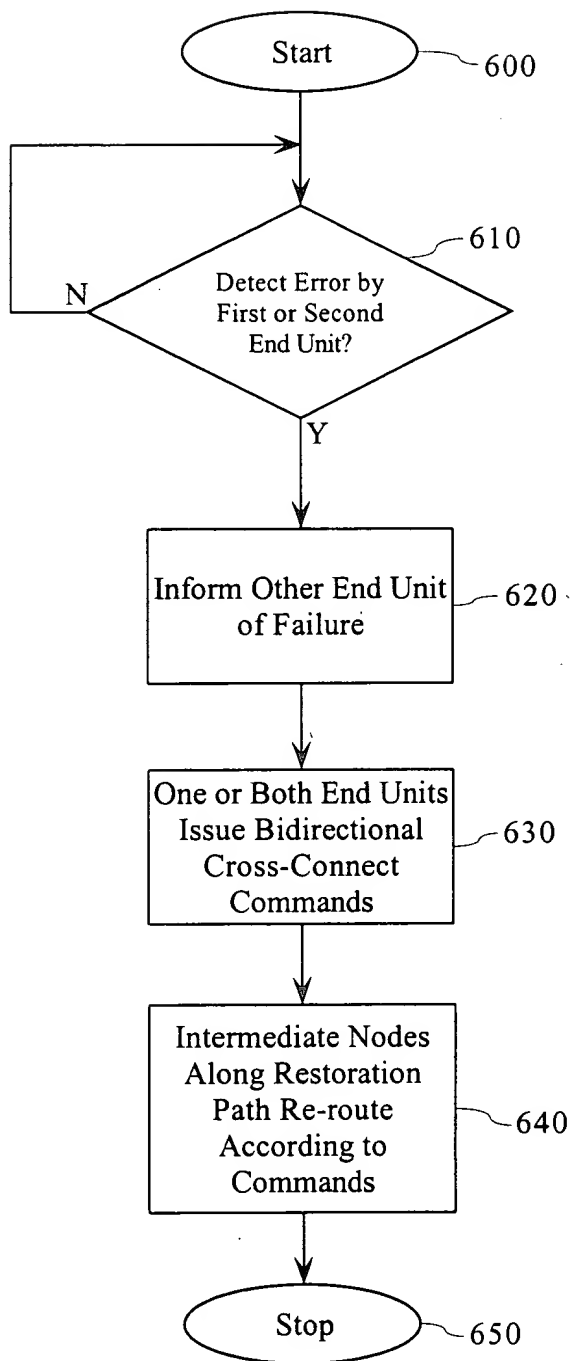 Start
600
610
Detect Error by
First or Second
End Unit?
N
Y
Inform Other End Unit
of Failure
620
One or Both End Units
Issue Bidirectional
Cross-Connect
Commands
630
Intermediate Nodes
Along Restoration
Path Re-route
According to
Commands
640
Stop
650